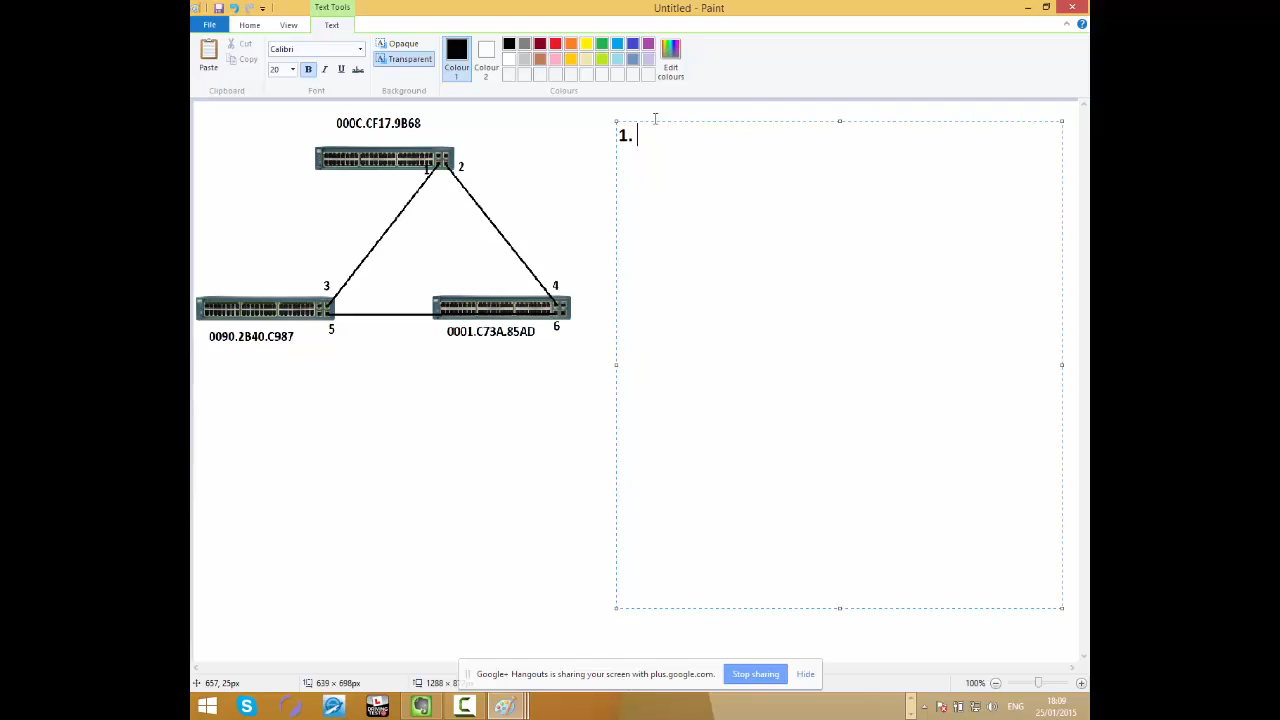 Text Tools
Untitled - Paint
File
Home
View
Text
Paste
Cut
Copy
Clipboard
Calibri
20
B
I
U
abc
Font
Opaque
Transparent
Background
Colour
1
Colour
2
Edit
colours
Colours
000C.CF17.9B68
1
2
3
4
5
6
0090.2B40.C987
0001.C73A.85AD
1.
Google+ Hangouts is sharing your screen with plus.google.com.
Stop sharing
Hide
657, 25px
639 × 698px
100%
DRIVING
TEST
ENG
18:09
25/01/2015